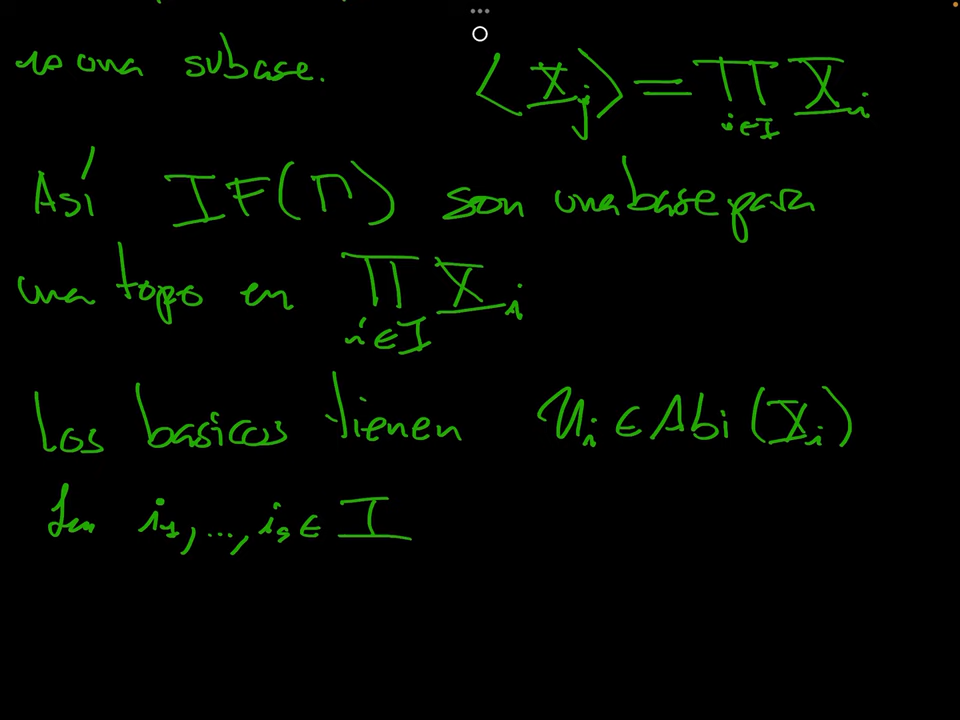 es una subase.
⟨X_j⟩ = ∏_{i∈I} X_i
Así IF(Π) son una base para
una topo en ∏_{i∈I} X_i
Los basicos tienen U_i ∈ Abi(X_i)
Sean i_1, ..., i_s ∈ I